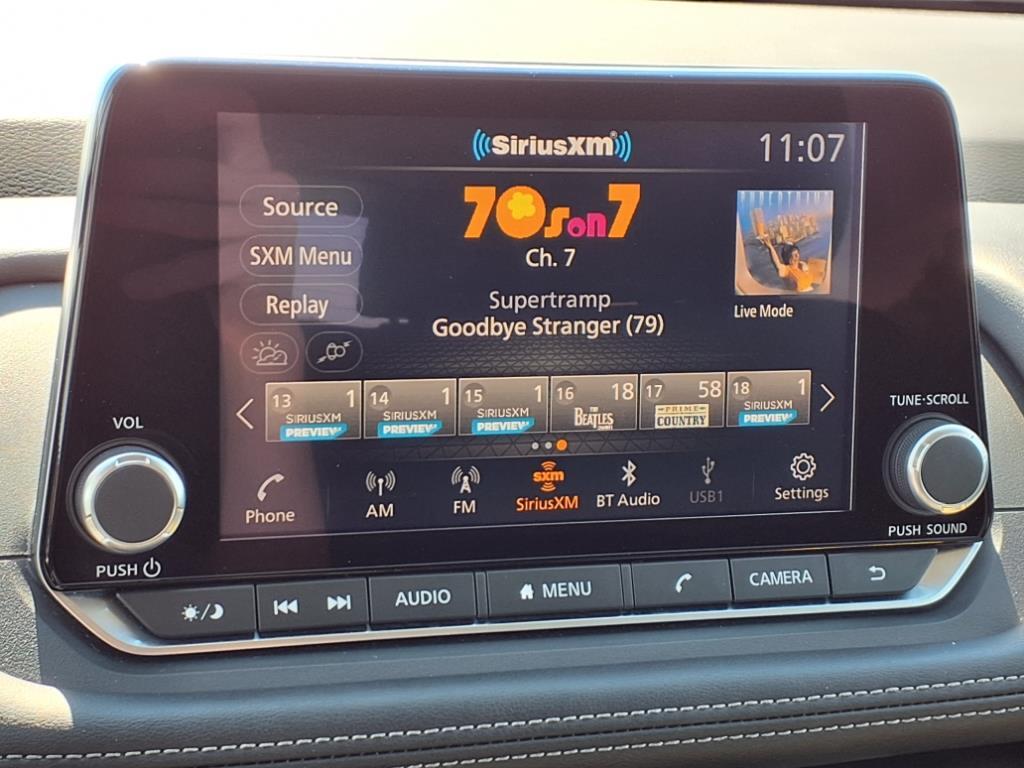 SiriusXM
11:07
Source
SXM Menu
Replay
70s on 7
Ch. 7
Supertramp
Goodbye Stranger (79)
Live Mode
13 1 14 1 15 1 16 18 17 58 18 1
SIRIUSXM PREVIEW SIRIUSXM PREVIEW SIRIUSXM PREVIEW THE BEATLES PRIME COUNTRY SIRIUSXM PREVIEW
VOL
TUNE·SCROLL
Phone AM FM sxm SiriusXM BT Audio USB1 Settings
PUSH
PUSH SOUND
AUDIO MENU CAMERA